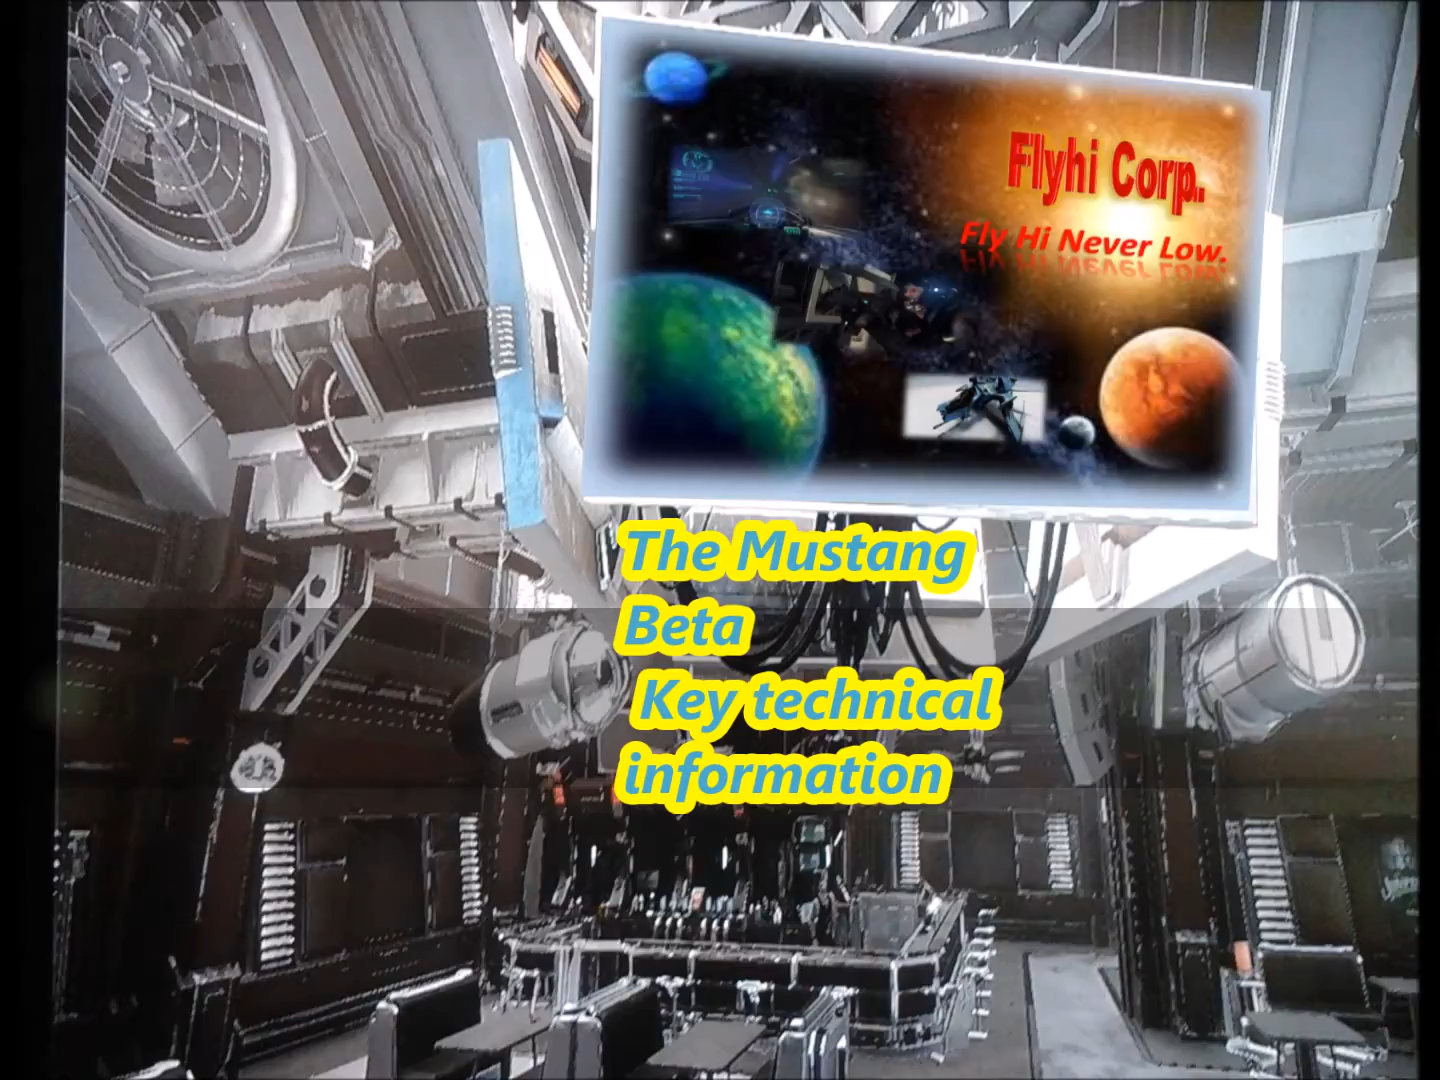 Flyhi Corp..
Fly Hi Never Low.
The Mustang
Beta
Key technical
information